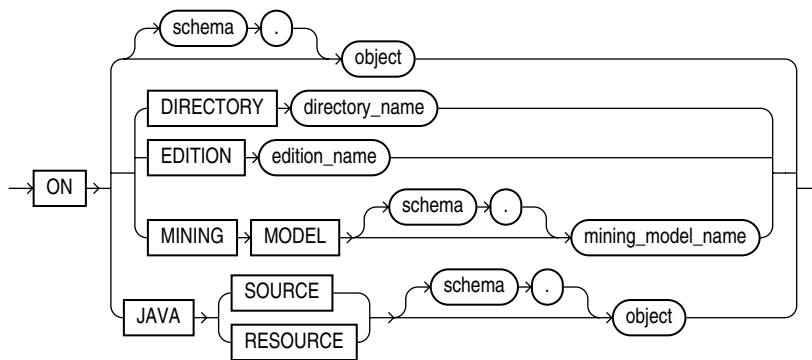 schema .
object
DIRECTORY directory_name
EDITION edition_name
ON
schema .
MINING MODEL mining_model_name
SOURCE schema .
JAVA object
RESOURCE